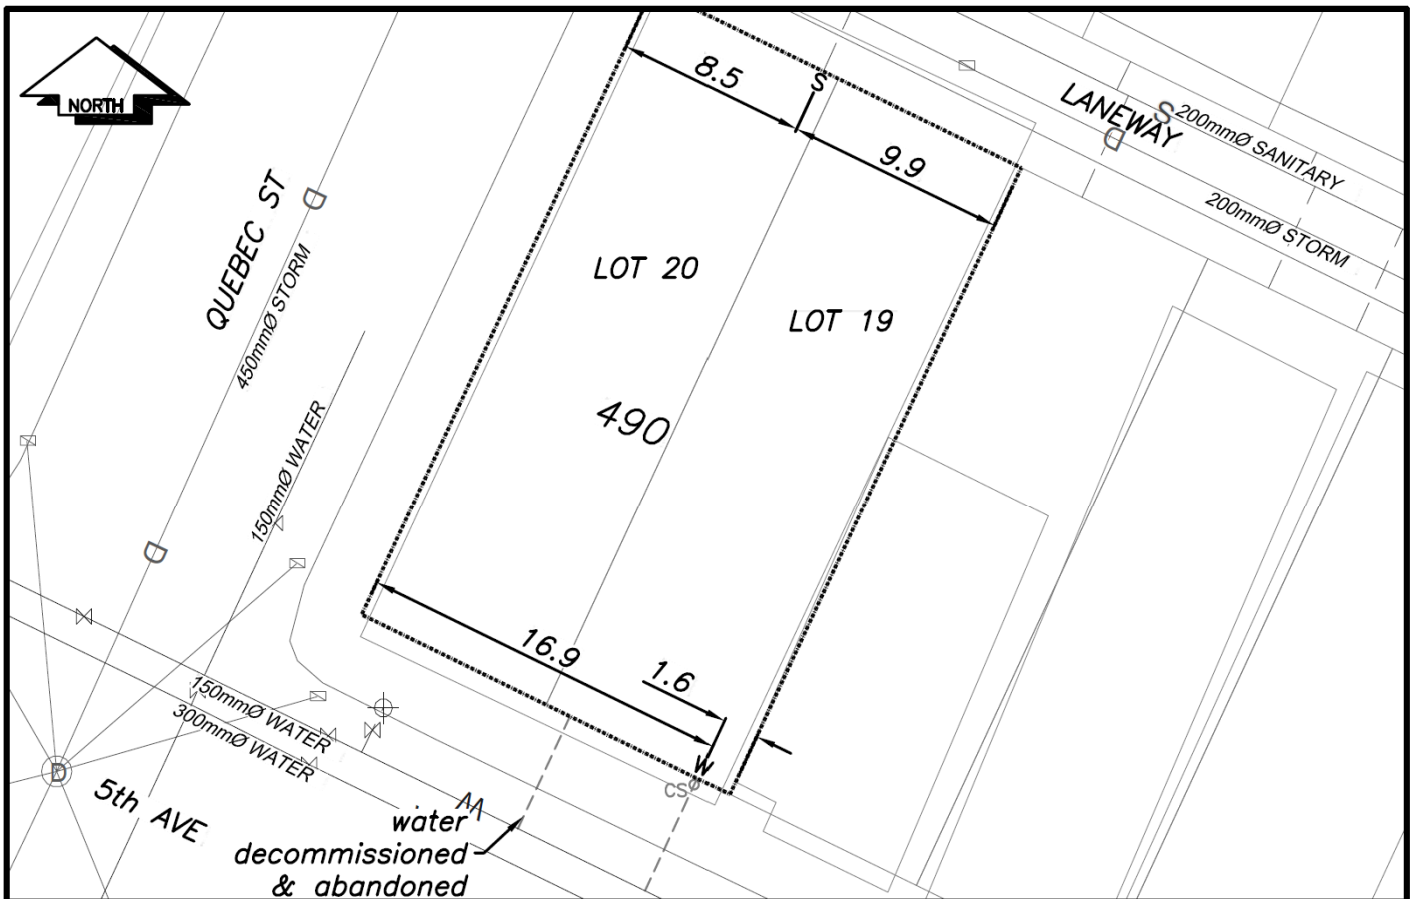 NORTH
8.5
S
9.9
LANEWAY
S
D
200mmØ SANITARY
200mmØ STORM
QUEBEC ST
D
450mmØ STORM
LOT 20
LOT 19
490
150mmØ WATER
D
16.9
1.6
150mmØ WATER
300mmØ WATER
W
CS
D
5th AVE
water
decommissioned
& abandoned